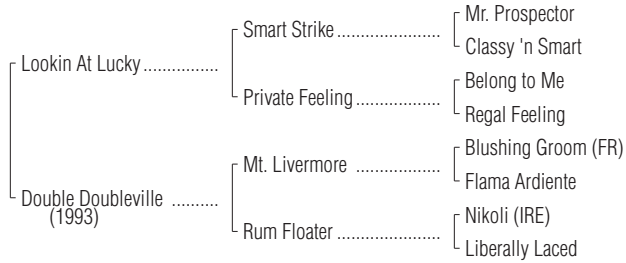 Mr. Prospector
Smart Strike ....................
Classy 'n Smart
Lookin At Lucky ...............
Belong to Me
Private Feeling .................
Regal Feeling
Blushing Groom (FR)
Mt. Livermore .................
Flama Ardiente
Double Doubleville ..........
(1993)
Nikoli (IRE)
Rum Floater ....................
Liberally Laced